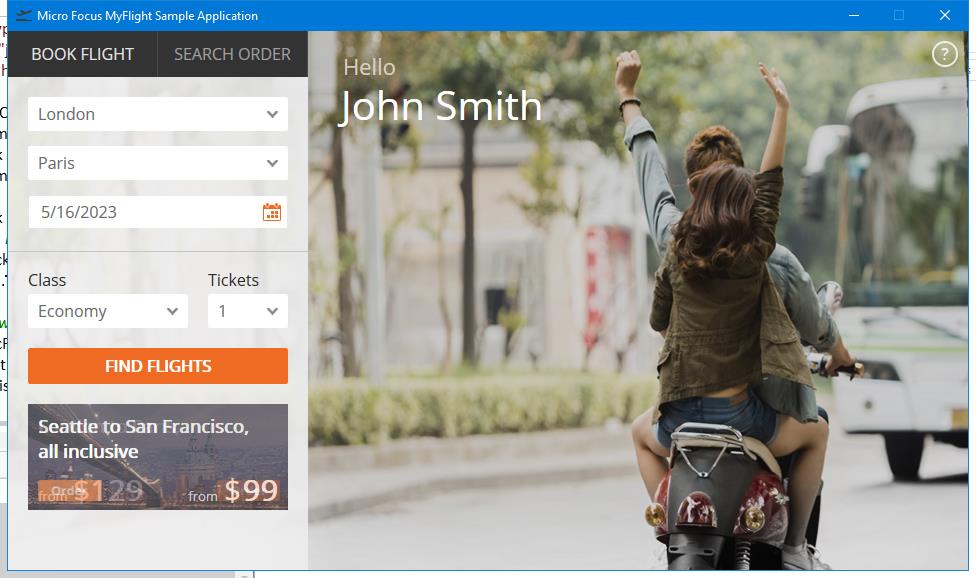 Micro Focus MyFlight Sample Application
BOOK FLIGHT
SEARCH ORDER
Hello
John Smith
?
London
Paris
5/16/2023
Class
Tickets
Economy
1
FIND FLIGHTS
Seattle to San Francisco,
all inclusive
Order
from $129
from $99